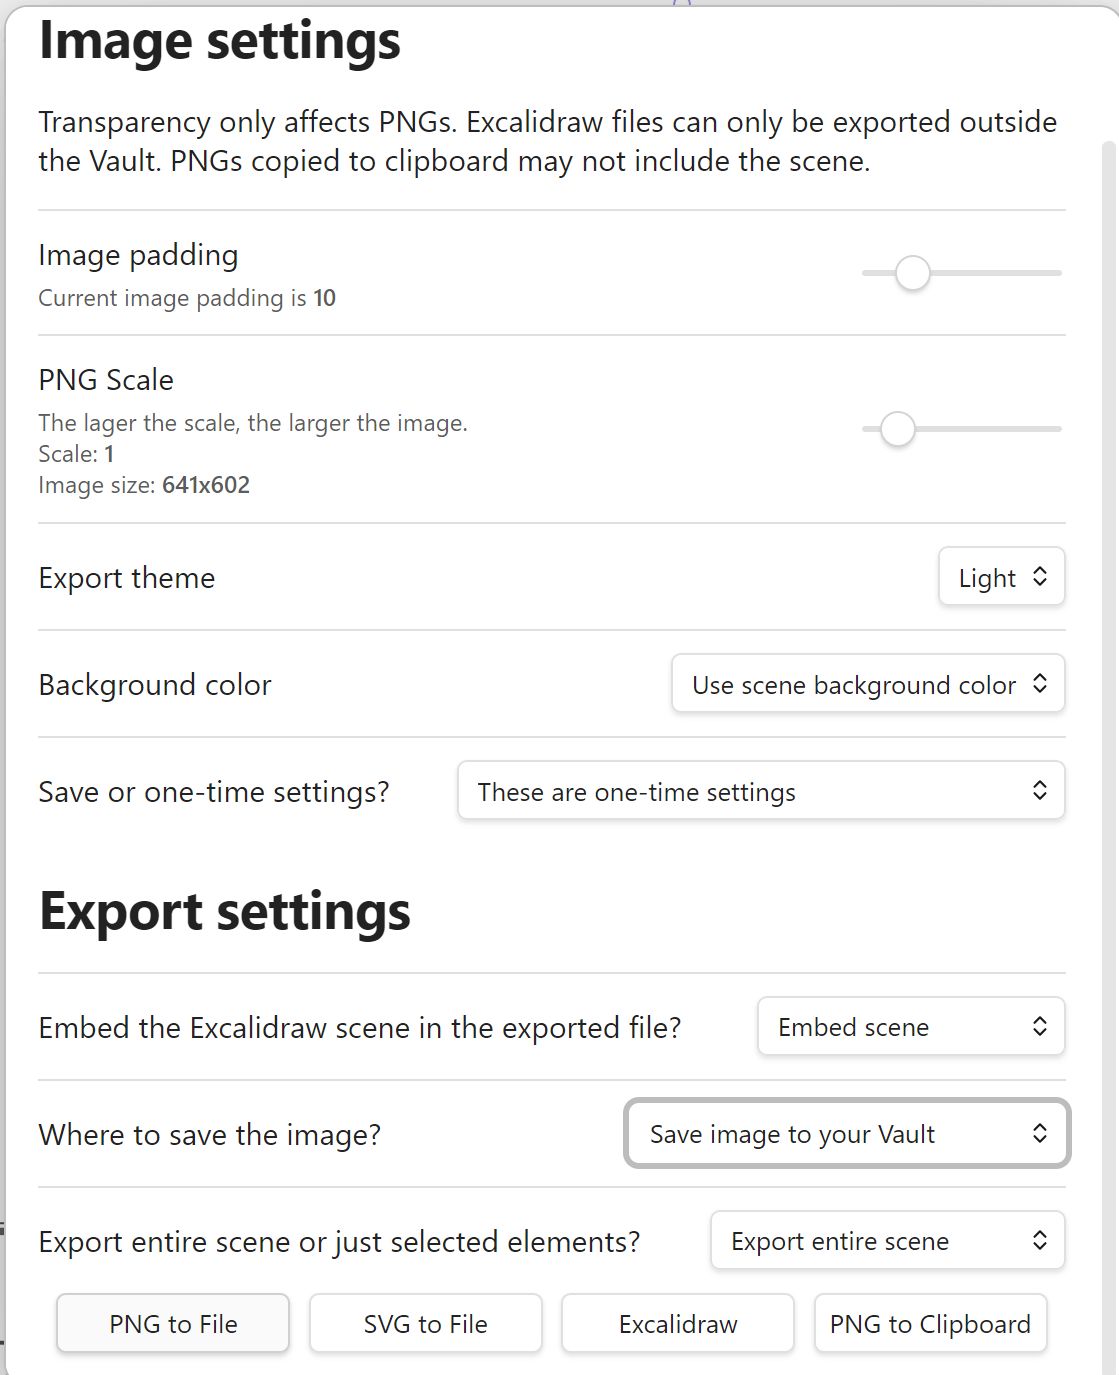 Image settings
Transparency only affects PNGs. Excalidraw files can only be exported outside
the Vault. PNGs copied to clipboard may not include the scene.
Image padding
Current image padding is 10
PNG Scale
The lager the scale, the larger the image.
Scale: 1
Image size: 641x602
Export theme
Light
Background color
Use scene background color
Save or one-time settings?
These are one-time settings
Export settings
Embed the Excalidraw scene in the exported file?
Embed scene
Where to save the image?
Save image to your Vault
Export entire scene or just selected elements?
Export entire scene
PNG to File
SVG to File
Excalidraw
PNG to Clipboard